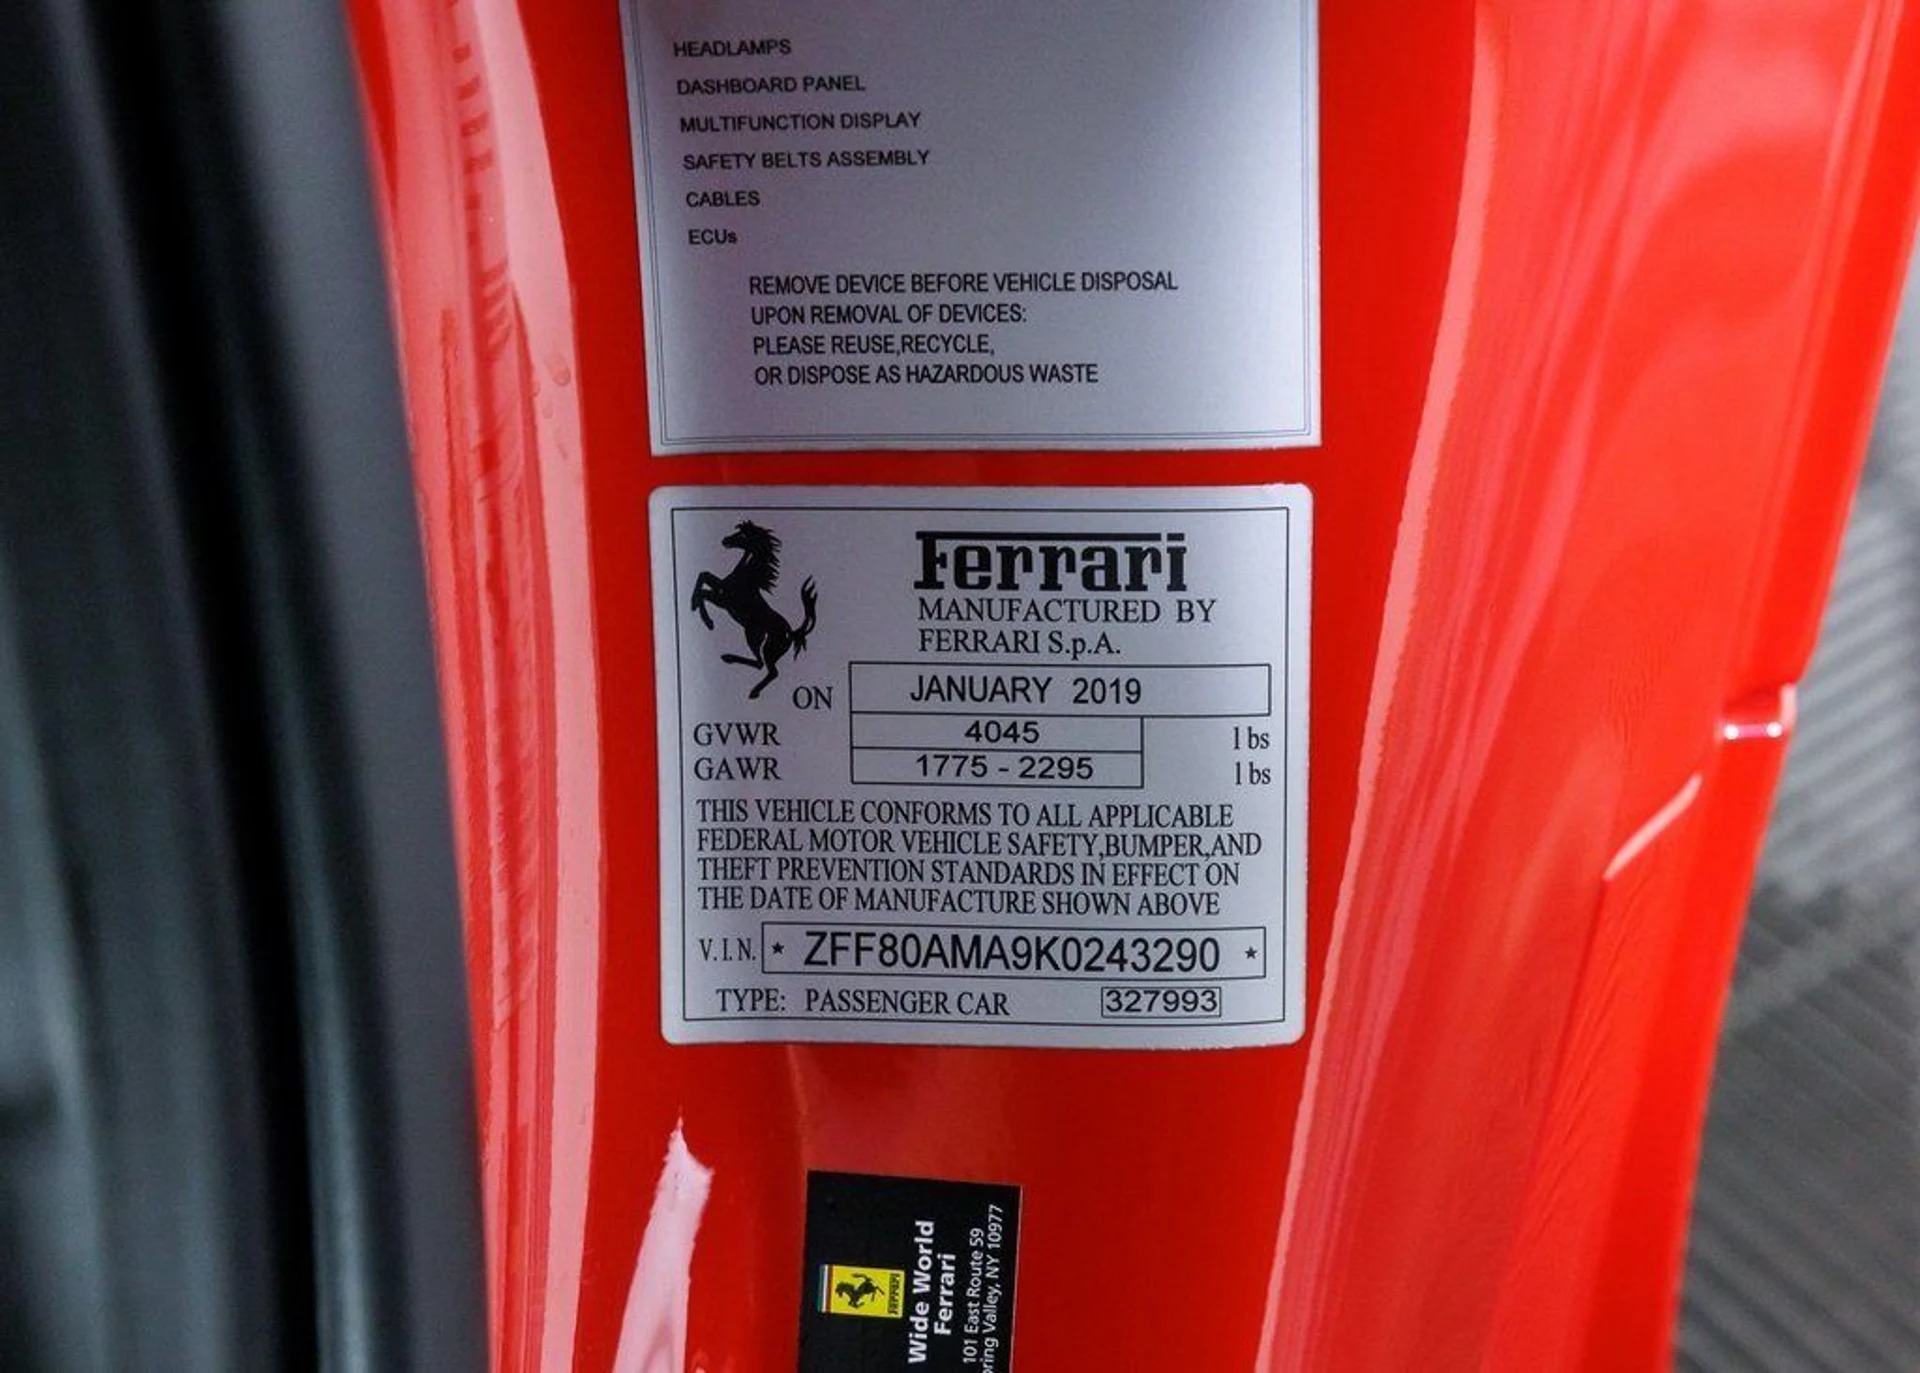 HEADLAMPS
DASHBOARD PANEL
MULTIFUNCTION DISPLAY
SAFETY BELTS ASSEMBLY
CABLES
ECUs
REMOVE DEVICE BEFORE VEHICLE DISPOSAL
UPON REMOVAL OF DEVICES:
PLEASE REUSE,RECYCLE,
OR DISPOSE AS HAZARDOUS WASTE
Ferrari
MANUFACTURED BY
FERRARI S.p.A.
ON JANUARY 2019
GVWR 4045 lbs
GAWR 1775 - 2295 lbs
THIS VEHICLE CONFORMS TO ALL APPLICABLE
FEDERAL MOTOR VEHICLE SAFETY,BUMPER,AND
THEFT PREVENTION STANDARDS IN EFFECT ON
THE DATE OF MANUFACTURE SHOWN ABOVE
V.I.N. * ZFF80AMA9K0243290 *
TYPE: PASSENGER CAR 327993
Ferrari
Wide World
Ferrari
101 East Route 59
Valley, NY 10977